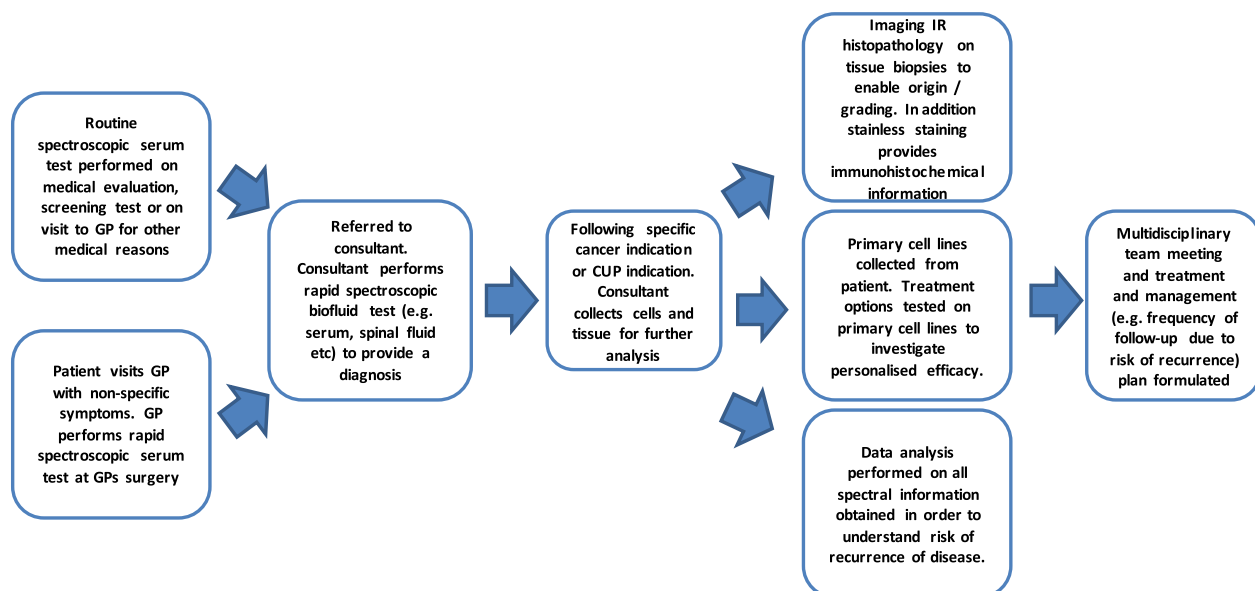 Routine
spectroscopic serum
test performed on
medical evaluation,
screening test or on
visit to GP for other
medical reasons
Patient visits GP
with non-specific
symptoms. GP
performs rapid
spectroscopic serum
test at GPs surgery
Referred to
consultant.
Consultant performs
rapid spectroscopic
biofluid test (e.g.
serum, spinal fluid
etc) to provide a
diagnosis
Following specific
cancer indication
or CUP indication.
Consultant
collects cells and
tissue for further
analysis
Imaging IR
histopathology on
tissue biopsies to
enable origin /
grading. In addition
stainless staining
provides
immunohistochemical
information
Primary cell lines
collected from
patient. Treatment
options tested on
primary cell lines to
investigate
personalised efficacy.
Data analysis
performed on all
spectral information
obtained in order to
understand risk of
recurrence of disease.
Multidisciplinary
team meeting
and treatment
and management
(e.g. frequency of
follow-up due to
risk of recurrence)
plan formulated